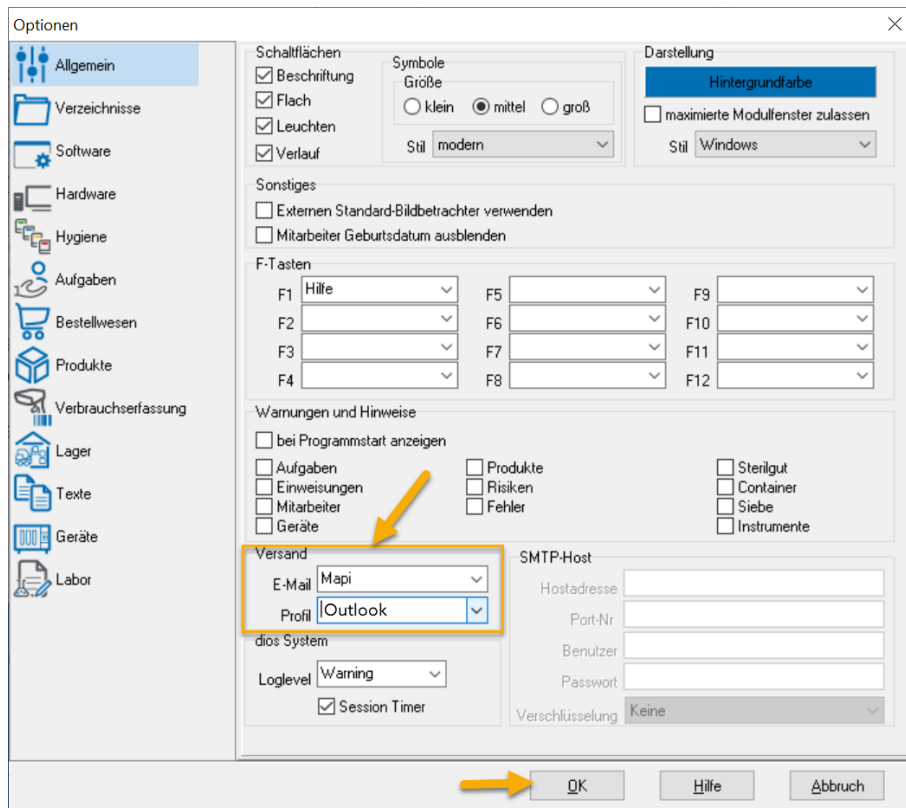 Optionen
Allgemein
Verzeichnisse
Software
Hardware
Hygiene
Aufgaben
Bestellwesen
Produkte
Verbrauchserfassung
Lager
Texte
Geräte
Labor
Schaltflächen
Beschriftung
Flach
Leuchten
Verlauf
Symbole
Größe
klein mittel groß
Stil modern
Darstellung
Hintergrundfarbe
maximierte Modulfenster zulassen
Stil Windows
Sonstiges
Externen Standard-Bildbetrachter verwenden
Mitarbeiter Geburtsdatum ausblenden
F-Tasten
F1 Hilfe F5 F9
F2 F6 F10
F3 F7 F11
F4 F8 F12
Warnungen und Hinweise
bei Programmstart anzeigen
Aufgaben Produkte Sterilgut
Einweisungen Risiken Container
Mitarbeiter Fehler Siebe
Geräte Instrumente
Versand
E-Mail Mapi
Profil Outlook
dios System
Loglevel Warning
Session Timer
SMTP-Host
Hostadresse
Port-Nr
Benutzer
Passwort
Verschlüsselung Keine
OK Hilfe Abbruch